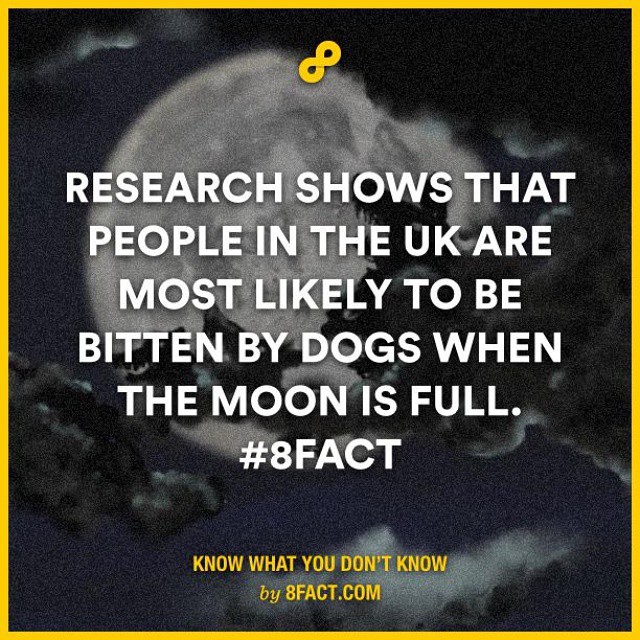 RESEARCH SHOWS THAT
PEOPLE IN THE UK ARE
MOST LIKELY TO BE
BITTEN BY DOGS WHEN
THE MOON IS FULL.
#8FACT
KNOW WHAT YOU DON'T KNOW
by 8FACT.COM